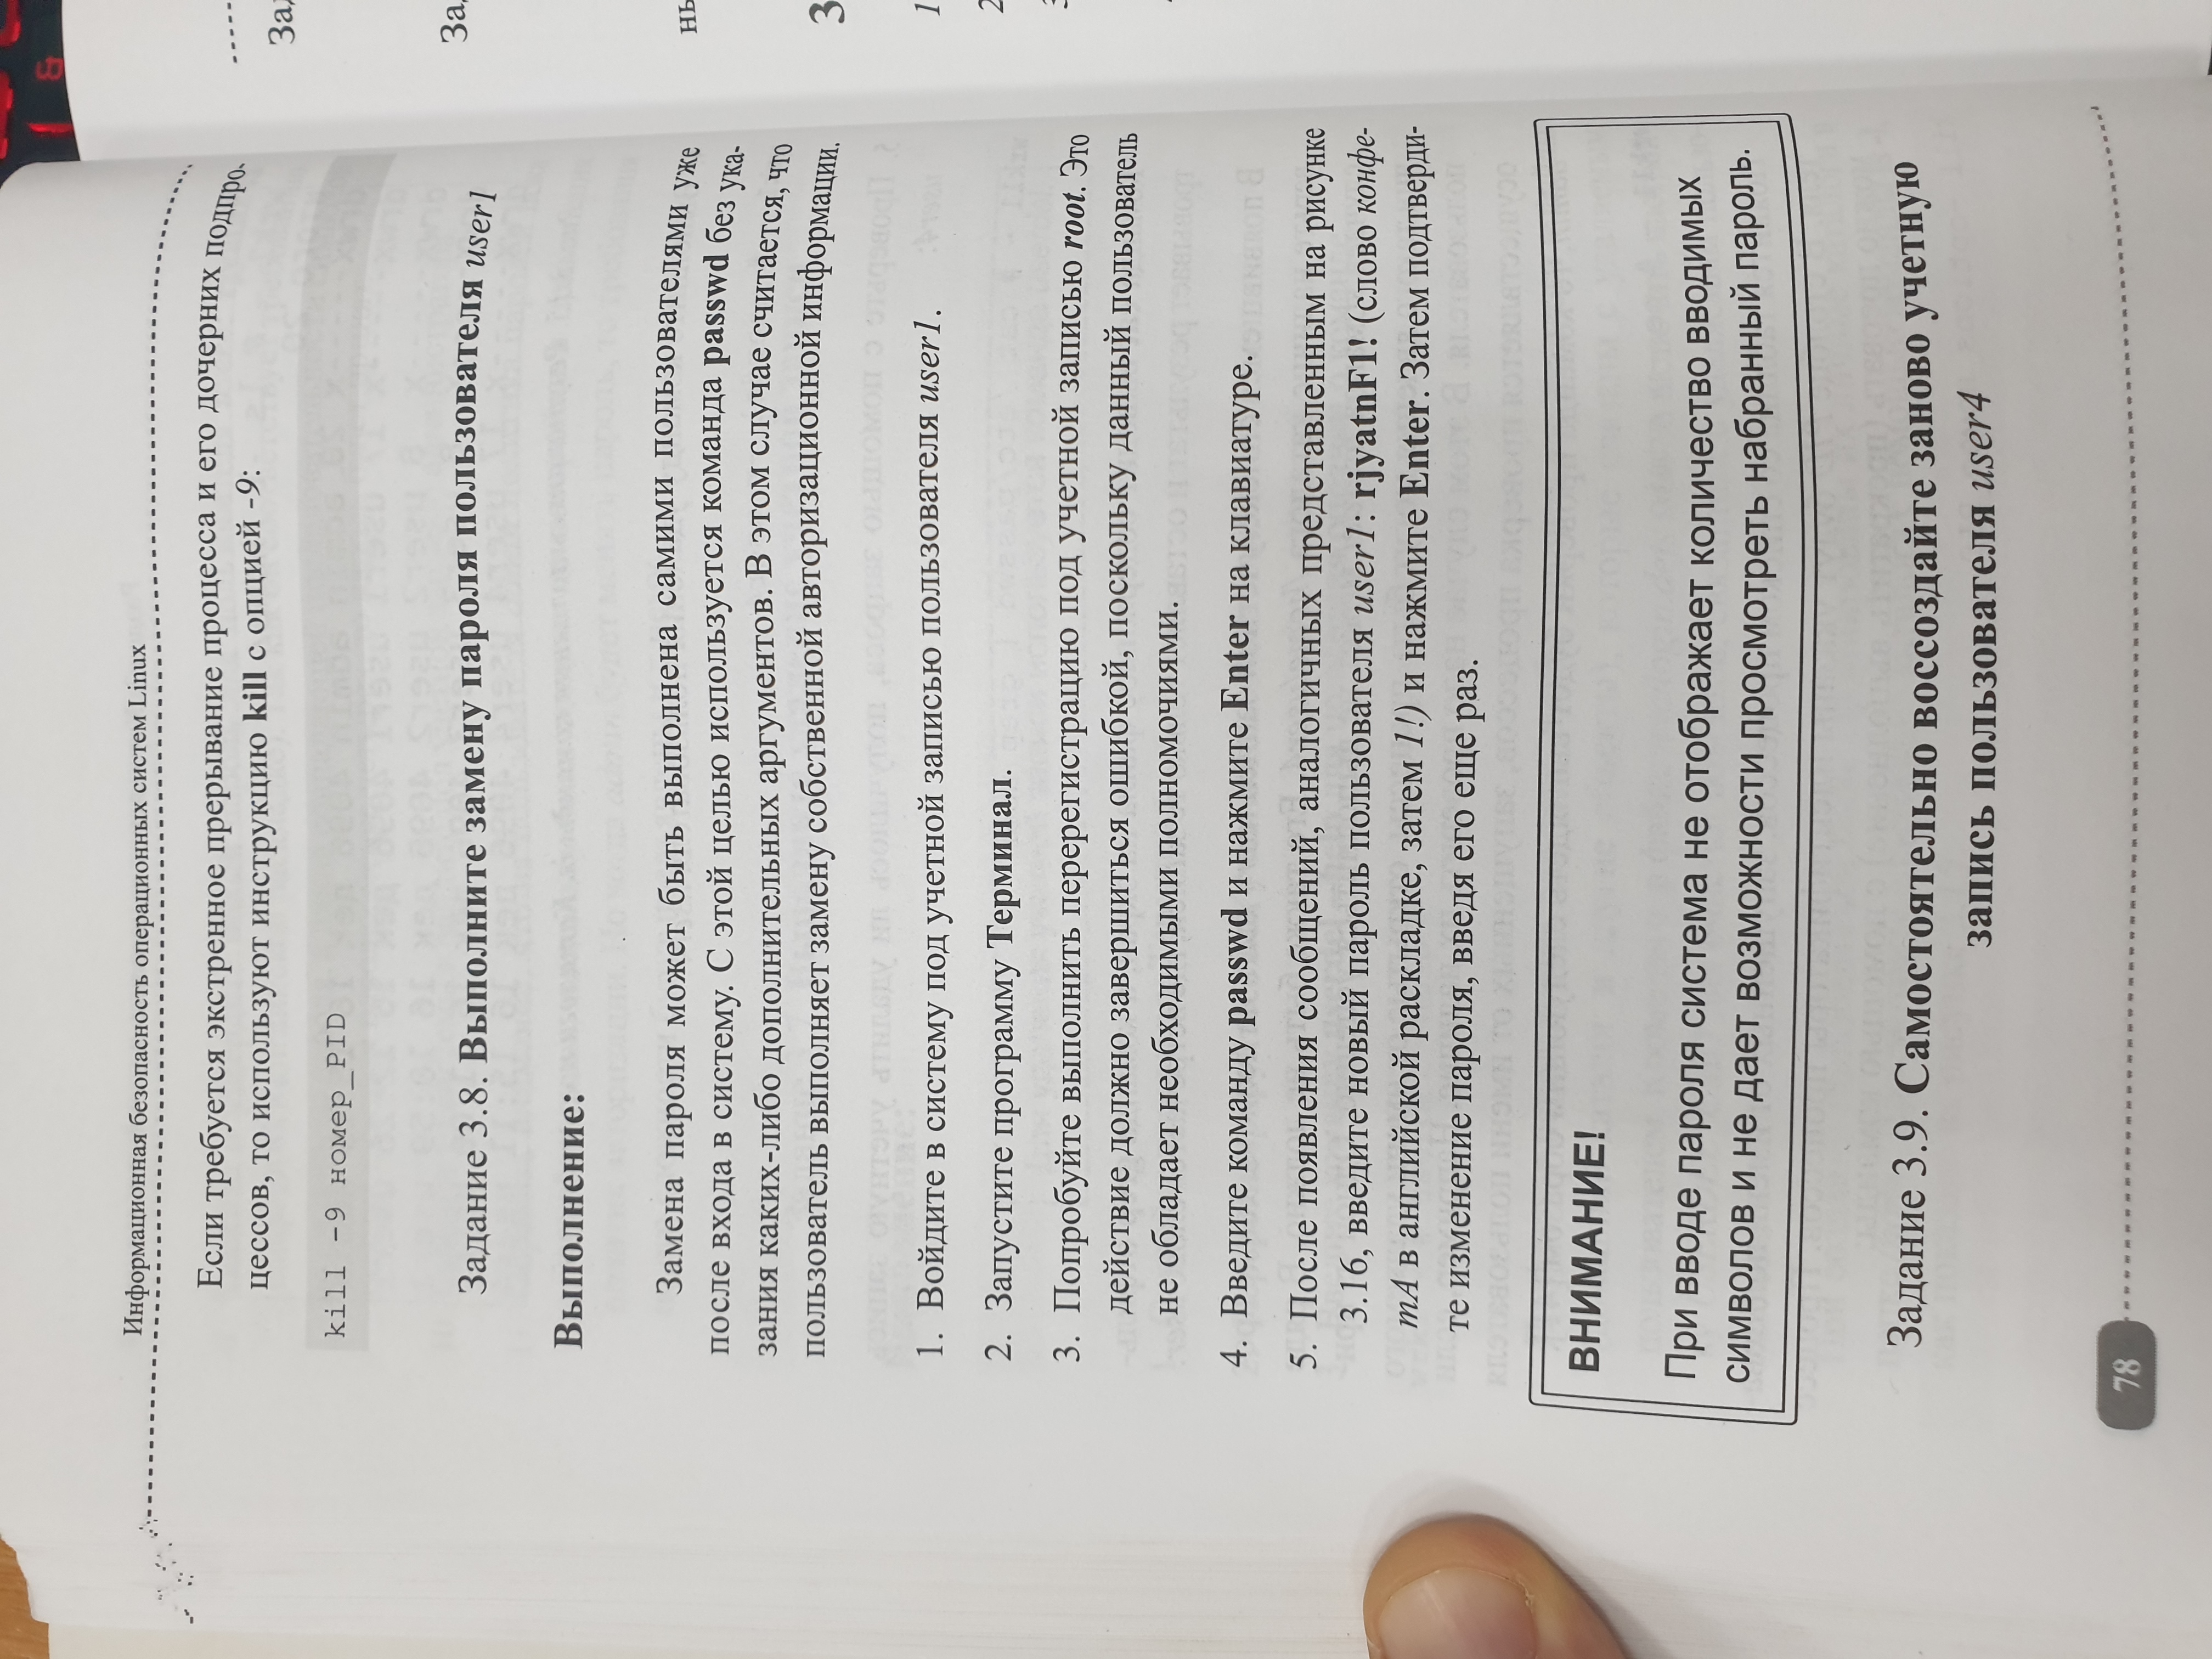 &
Информационная безопасность операционных систем Linux
Если требуется экстренное прерывание процесса и его дочерних подпро-
цессов, то используют инструкцию kill с опцией -9:
kill -9 номер_PID
Задание 3.8. Выполните замену пароля пользователя user1
Выполнение:
Замена пароля может быть выполнена самими пользователями уже
после входа в систему. С этой целью используется команда passwd без ука-
зания каких-либо дополнительных аргументов. В этом случае считается, что
пользователь выполняет замену собственной авторизационной информации.
1. Войдите в систему под учетной записью пользователя user1.
2. Запустите программу Терминал.
3. Попробуйте выполнить перерегистрацию под учетной записью root. Это
действие должно завершиться ошибкой, поскольку данный пользователь
не обладает необходимыми полномочиями.
4. Введите команду passwd и нажмите Enter на клавиатуре.
5. После появления сообщений, аналогичных представленным на рисунке
3.16, введите новый пароль пользователя user1: rjyatnF1! (слово конфе-
тА в английской раскладке, затем 1!) и нажмите Enter. Затем подтверди-
те изменение пароля, введя его еще раз.
ВНИМАНИЕ!
При вводе пароля система не отображает количество вводимых
символов и не дает возможности просмотреть набранный пароль.
Задание 3.9. Самостоятельно воссоздайте заново учетную
запись пользователя user4
78